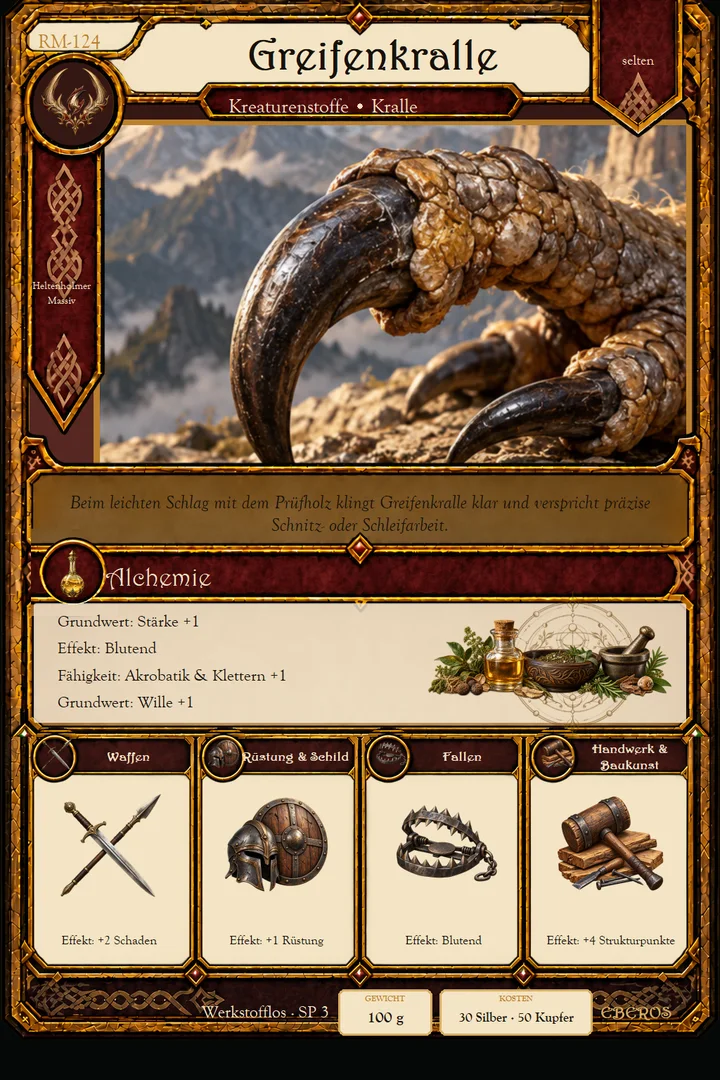 RM-124
Greifenkralle
selten
Kreaturenstoffe • Kralle
Heltenholmer
Massiv
Beim leichten Schlag mit dem Prüfholz klingt Greifenkralle klar und verspricht präzise
Schnitz- oder Schleifarbeit.
Alchemie
Grundwert: Stärke +1
Effekt: Blutend
Fähigkeit: Akrobatik & Klettern +1
Grundwert: Wille +1
Waffen
Rüstung & Schild
Fallen
Handwerk &
Baukunst
Effekt: +2 Schaden
Effekt: +1 Rüstung
Effekt: Blutend
Effekt: +4 Strukturpunkte
Werkstofflos · SP 3
GEWICHT
100 g
KOSTEN
30 Silber · 50 Kupfer
EBEROS